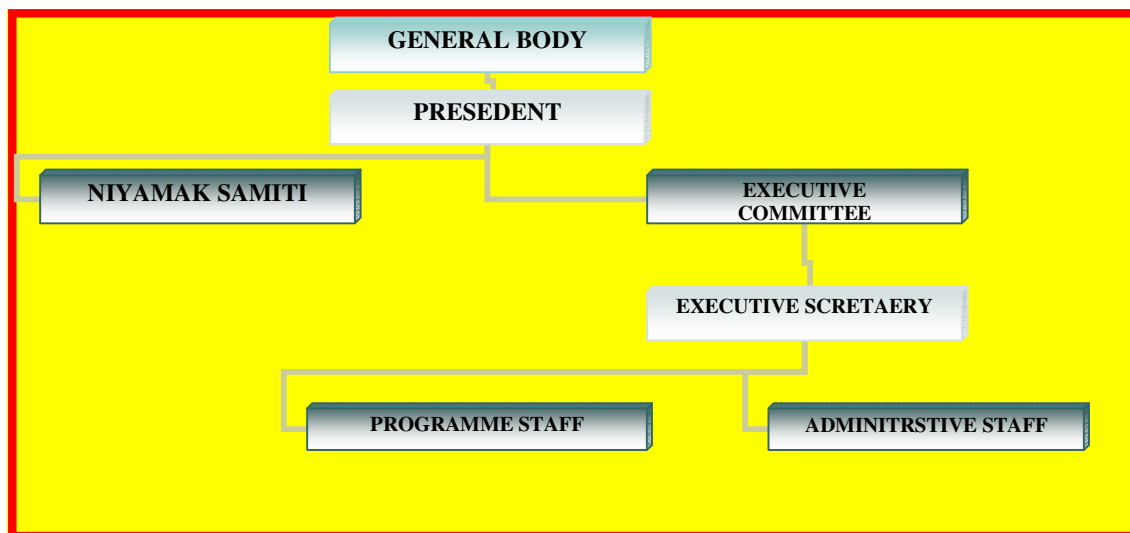 GENERAL BODY
PRESEDENT
NIYAMAK SAMITI
EXECUTIVE
COMMITTEE
EXECUTIVE SCRETAERY
PROGRAMME STAFF
ADMINITRSTIVE STAFF